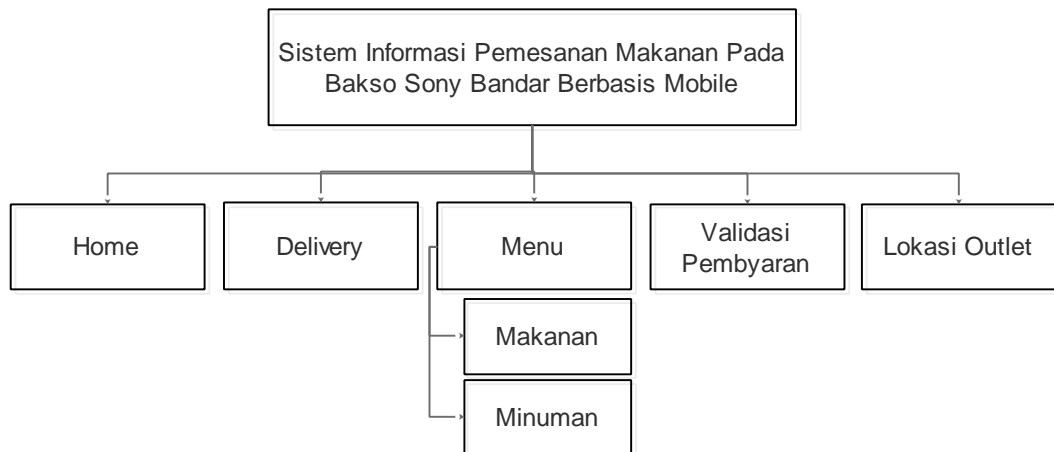 Sistem Informasi Pemesanan Makanan Pada
Bakso Sony Bandar Berbasis Mobile
Home
Delivery
Menu
Validasi
Pembyaran
Lokasi Outlet
Makanan
Minuman